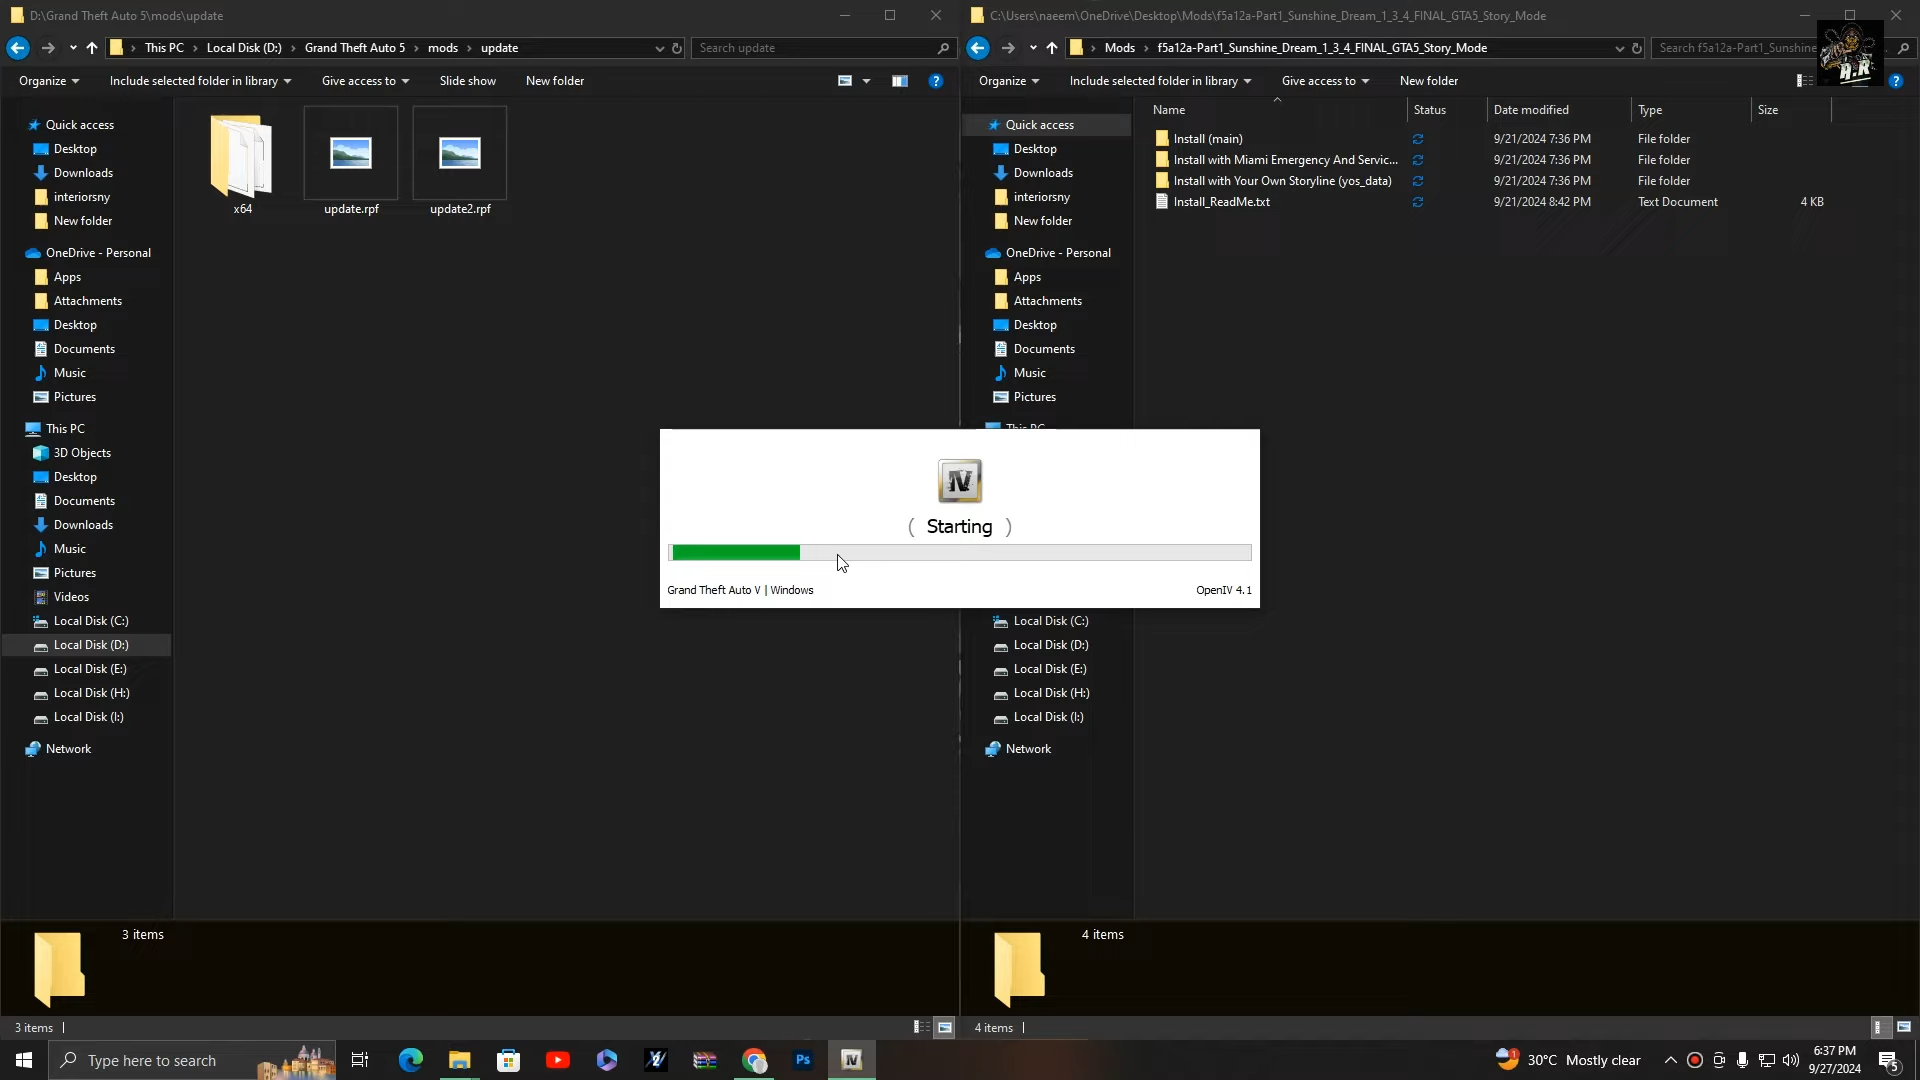 D:\Grand Theft Auto 5\mods\update
This PC > Local Disk (D:) > Grand Theft Auto 5 > mods > update
Search update
Organize
Include selected folder in library
Give access to
Slide show
New folder
Quick access
Desktop
Downloads
interiorsny
New folder
OneDrive - Personal
Apps
Attachments
Desktop
Documents
Music
Pictures
This PC
3D Objects
Desktop
Documents
Downloads
Music
Pictures
Videos
Local Disk (C:)
Local Disk (D:)
Local Disk (E:)
Local Disk (H:)
Local Disk (I:)
Network
x64
update.rpf
update2.rpf
3 items
3 items
C:\Users\naeem\OneDrive\Desktop\Mods\f5a12a-Part1_Sunshine_Dream_1_3_4_FINAL_GTA5_Story_Mode
Mods > f5a12a-Part1_Sunshine_Dream_1_3_4_FINAL_GTA5_Story_Mode
Search f5a12a-Part1_Sunshine
A.R
Organize
Include selected folder in library
Give access to
New folder
Quick access
Desktop
Downloads
interiorsny
New folder
OneDrive - Personal
Apps
Attachments
Desktop
Documents
Music
Pictures
This PC
Local Disk (C:)
Local Disk (D:)
Local Disk (E:)
Local Disk (H:)
Local Disk (I:)
Network
Name Status Date modified Type Size
Install (main) 9/21/2024 7:36 PM File folder
Install with Miami Emergency And Servic... 9/21/2024 7:36 PM File folder
Install with Your Own Storyline (yos_data) 9/21/2024 7:36 PM File folder
Install_ReadMe.txt 9/21/2024 8:42 PM Text Document 4 KB
4 items
4 items
IV
( Starting )
Grand Theft Auto V | Windows
OpenIV 4.1
Type here to search
Ps
IV
30°C Mostly clear
6:37 PM
9/27/2024
5